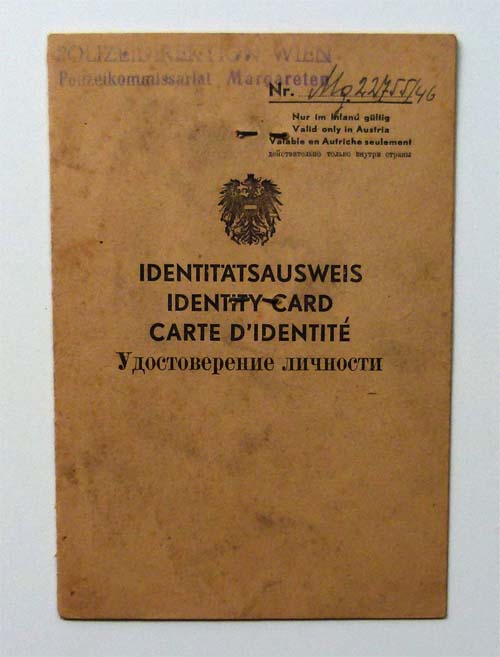 POLIZEIDIREKTION WIEN
Polizeikommissariat Margareten
Nr. Mg. 22755/46
Nur im Inland gültig
Valid only in Austria
Valable en Autriche seulement
действительно только внутри страны
IDENTITÄTSAUSWEIS
IDENTITY CARD
CARTE D'IDENTITÉ
Удостоверение личности